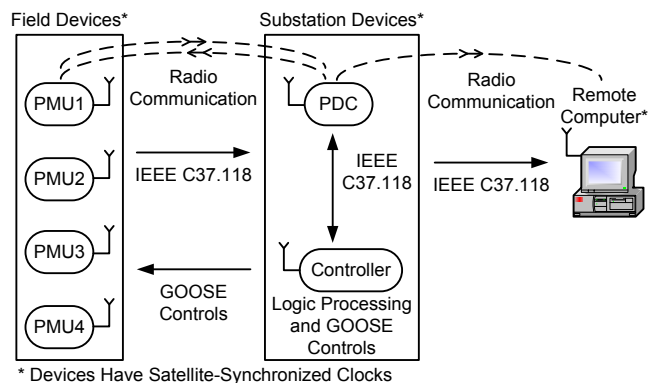 Field Devices*
Substation Devices*
PMU1
Radio
Communication
PDC
Radio
Communication
Remote
Computer*
PMU2
IEEE C37.118
IEEE
C37.118
IEEE C37.118
PMU3
Controller
GOOSE
Controls
Logic Processing
and GOOSE
Controls
PMU4
* Devices Have Satellite-Synchronized Clocks